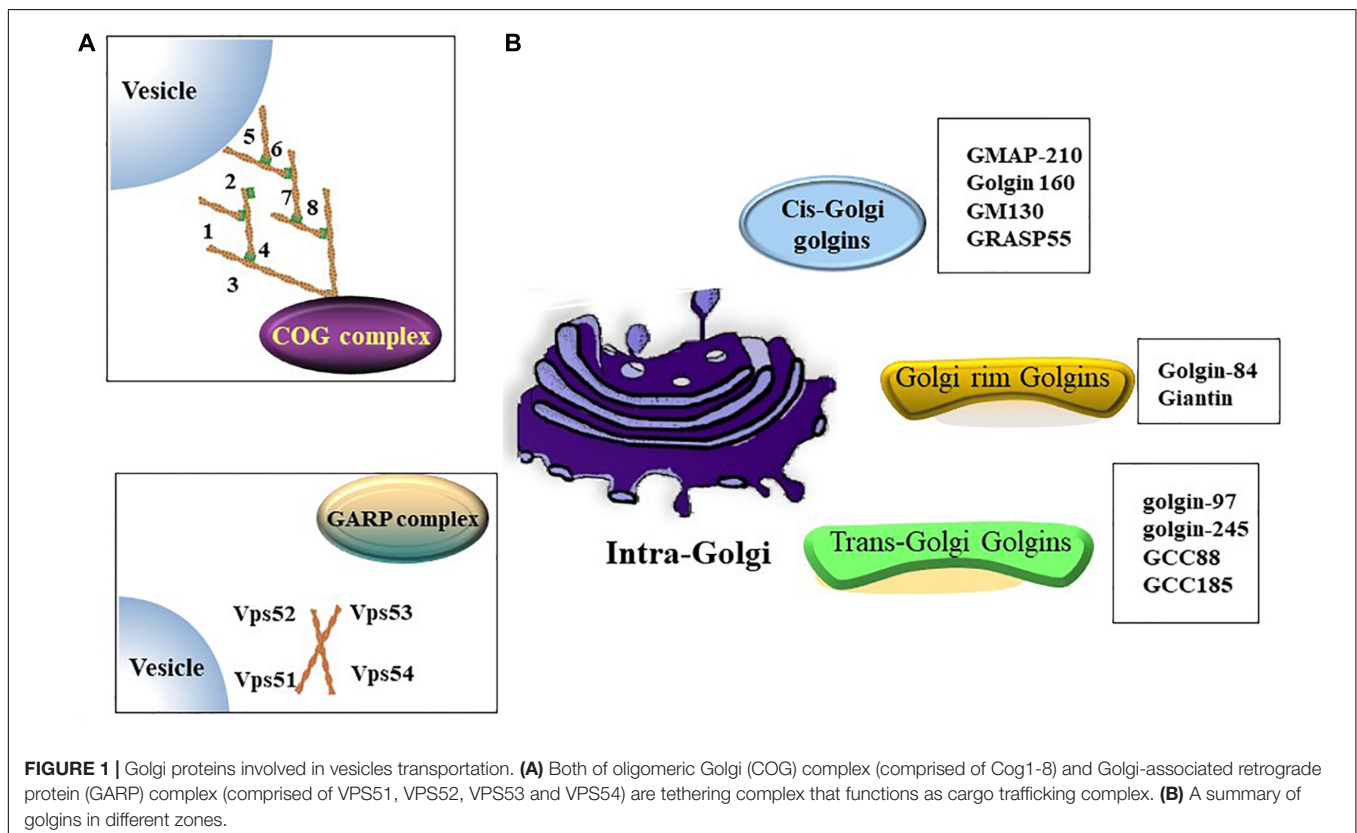 A
Vesicle
5
6
2
7
8
1
4
3
COG complex
GARP complex
Vps52
Vps53
Vesicle
Vps51
Vps54
B
Cis-Golgi
golgins
GMAP-210
Golgin 160
GM130
GRASP55
Golgi rim Golgins
Golgin-84
Giantin
Intra-Golgi
Trans-Golgi Golgins
golgin-97
golgin-245
GCC88
GCC185
FIGURE 1 | Golgi proteins involved in vesicles transportation. (A) Both of oligomeric Golgi (COG) complex (comprised of Cog1-8) and Golgi-associated retrograde
protein (GARP) complex (comprised of VPS51, VPS52, VPS53 and VPS54) are tethering complex that functions as cargo trafficking complex. (B) A summary of
golgins in different zones.